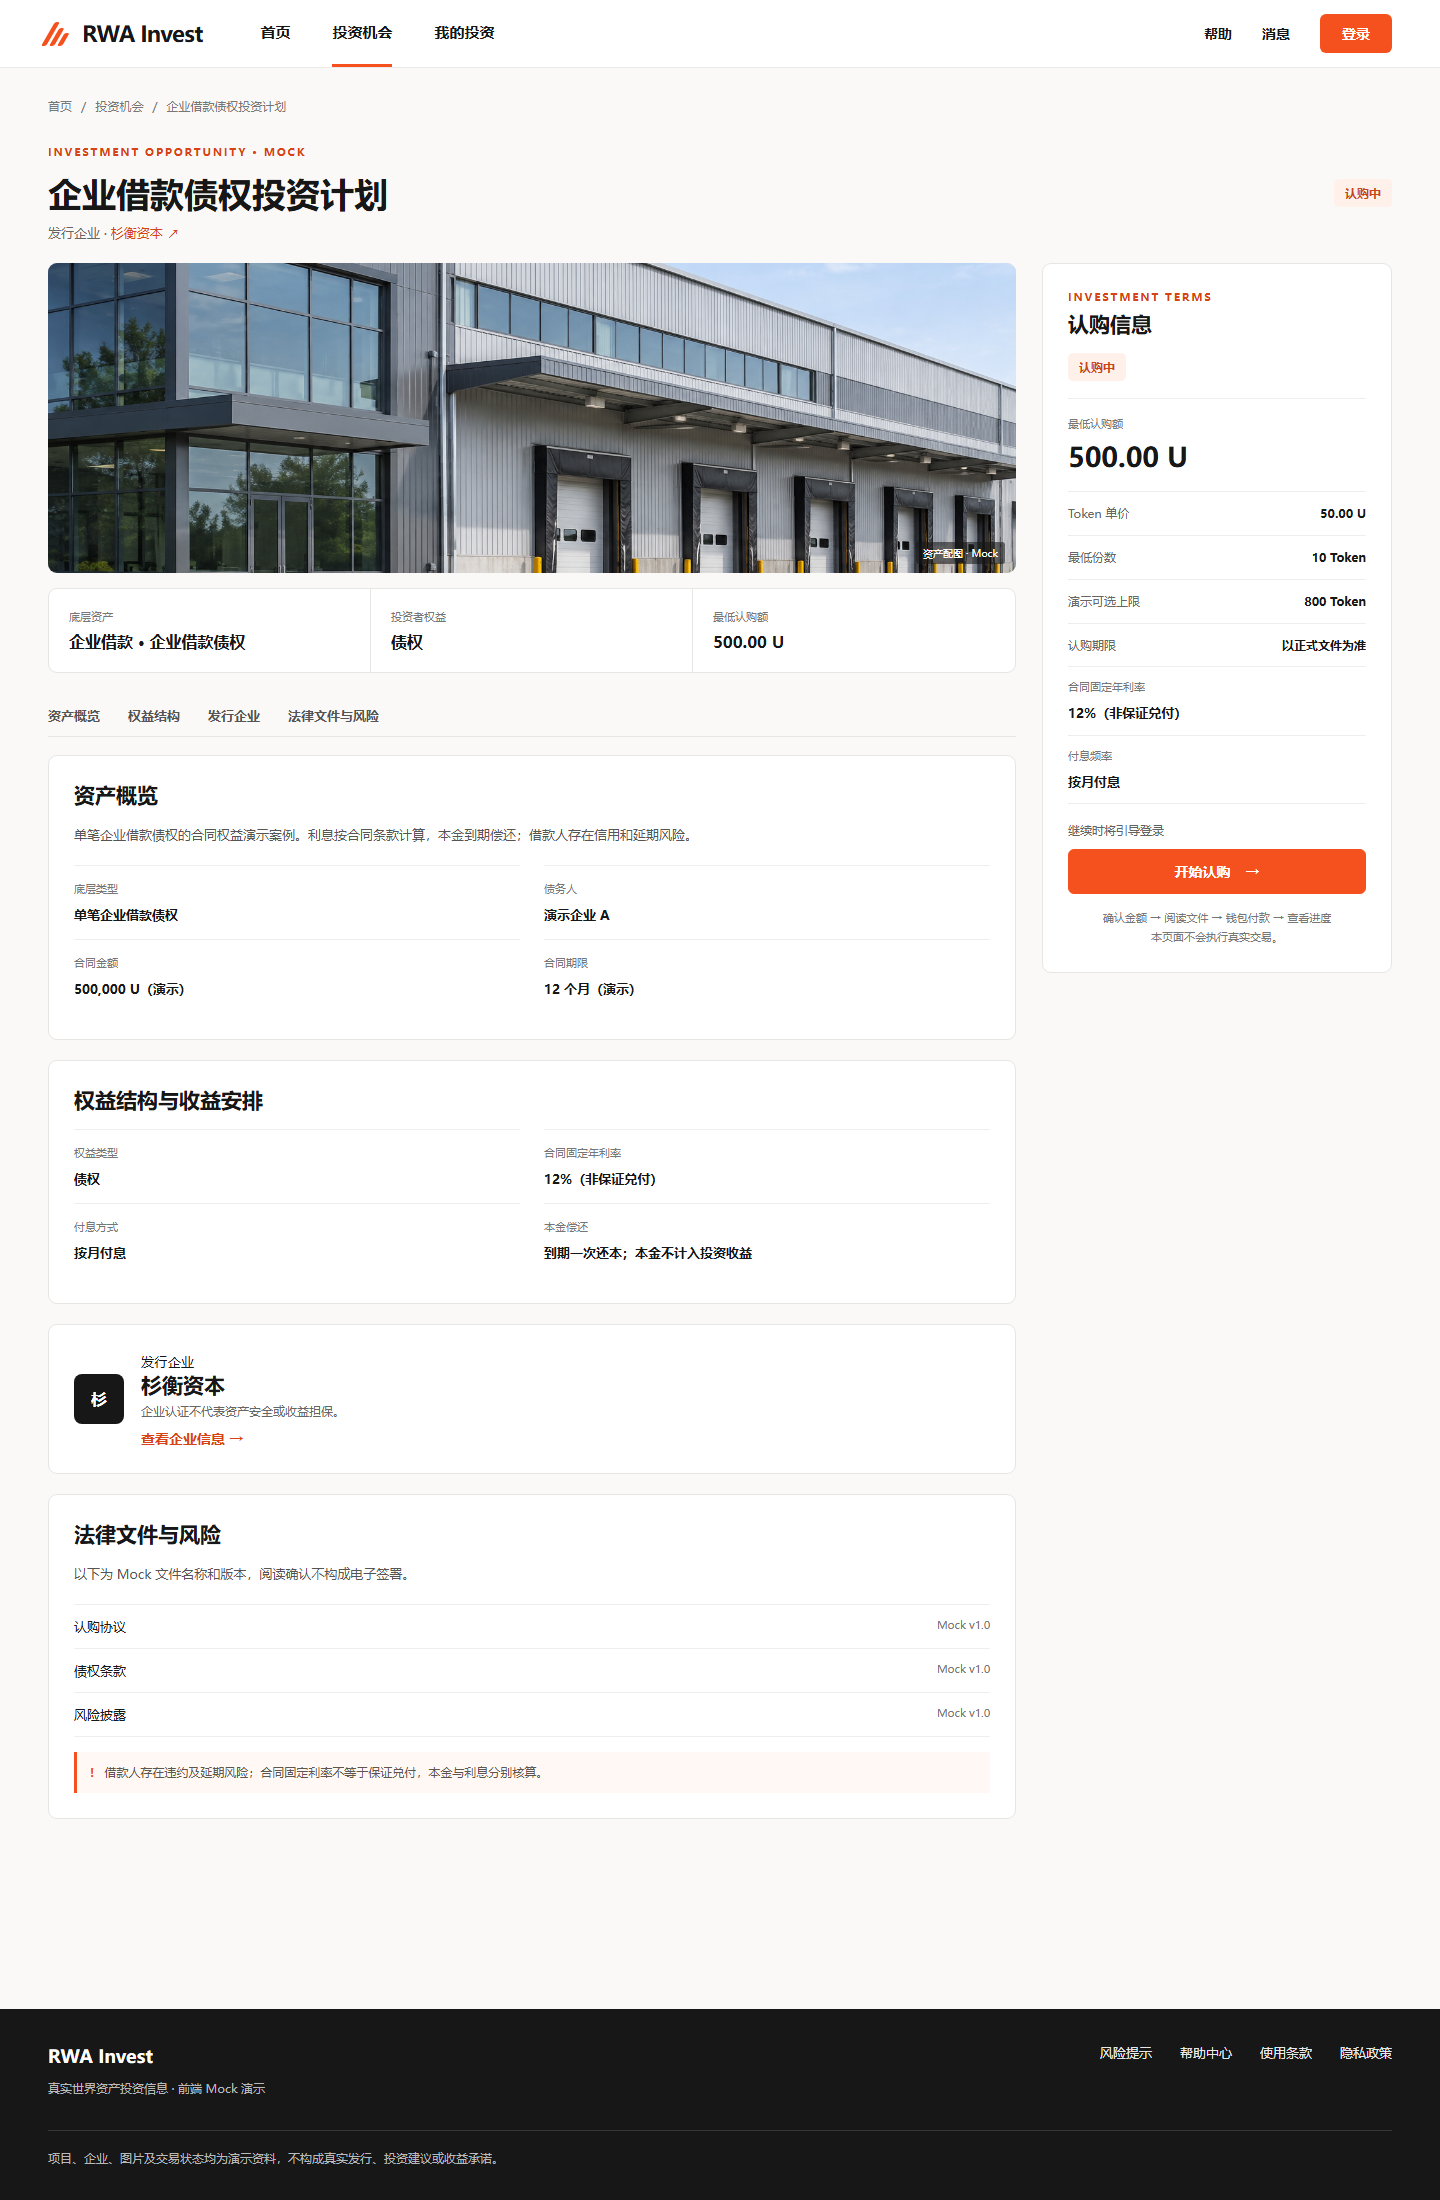 RWA Invest
首页
投资机会
我的投资
帮助
消息
登录
首页 / 投资机会 / 企业借款债权投资计划
INVESTMENT OPPORTUNITY • MOCK
企业借款债权投资计划
认购中
发行企业 · 杉衡资本 ↗
资产配图 · Mock
底层资产
企业借款 • 企业借款债权
投资者权益
债权
最低认购额
500.00 U
资产概览
权益结构
发行企业
法律文件与风险
资产概览
单笔企业借款债权的合同权益演示案例。利息按合同条款计算，本金到期偿还；借款人存在信用和延期风险。
底层类型
单笔企业借款债权
债务人
演示企业 A
合同金额
500,000 U（演示）
合同期限
12 个月（演示）
权益结构与收益安排
权益类型
债权
合同固定年利率
12%（非保证兑付）
付息方式
按月付息
本金偿还
到期一次还本；本金不计入投资收益
杉
发行企业
杉衡资本
企业认证不代表资产安全或收益担保。
查看企业信息 →
法律文件与风险
以下为 Mock 文件名称和版本，阅读确认不构成电子签署。
认购协议
Mock v1.0
债权条款
Mock v1.0
风险披露
Mock v1.0
! 借款人存在违约及延期风险；合同固定利率不等于保证兑付，本金与利息分别核算。
INVESTMENT TERMS
认购信息
认购中
最低认购额
500.00 U
Token 单价
50.00 U
最低份数
10 Token
演示可选上限
800 Token
认购期限
以正式文件为准
合同固定年利率
12%（非保证兑付）
付息频率
按月付息
继续时将引导登录
开始认购 →
确认金额 → 阅读文件 → 钱包付款 → 查看进度
本页面不会执行真实交易。
RWA Invest
真实世界资产投资信息 · 前端 Mock 演示
风险提示
帮助中心
使用条款
隐私政策
项目、企业、图片及交易状态均为演示资料，不构成真实发行、投资建议或收益承诺。